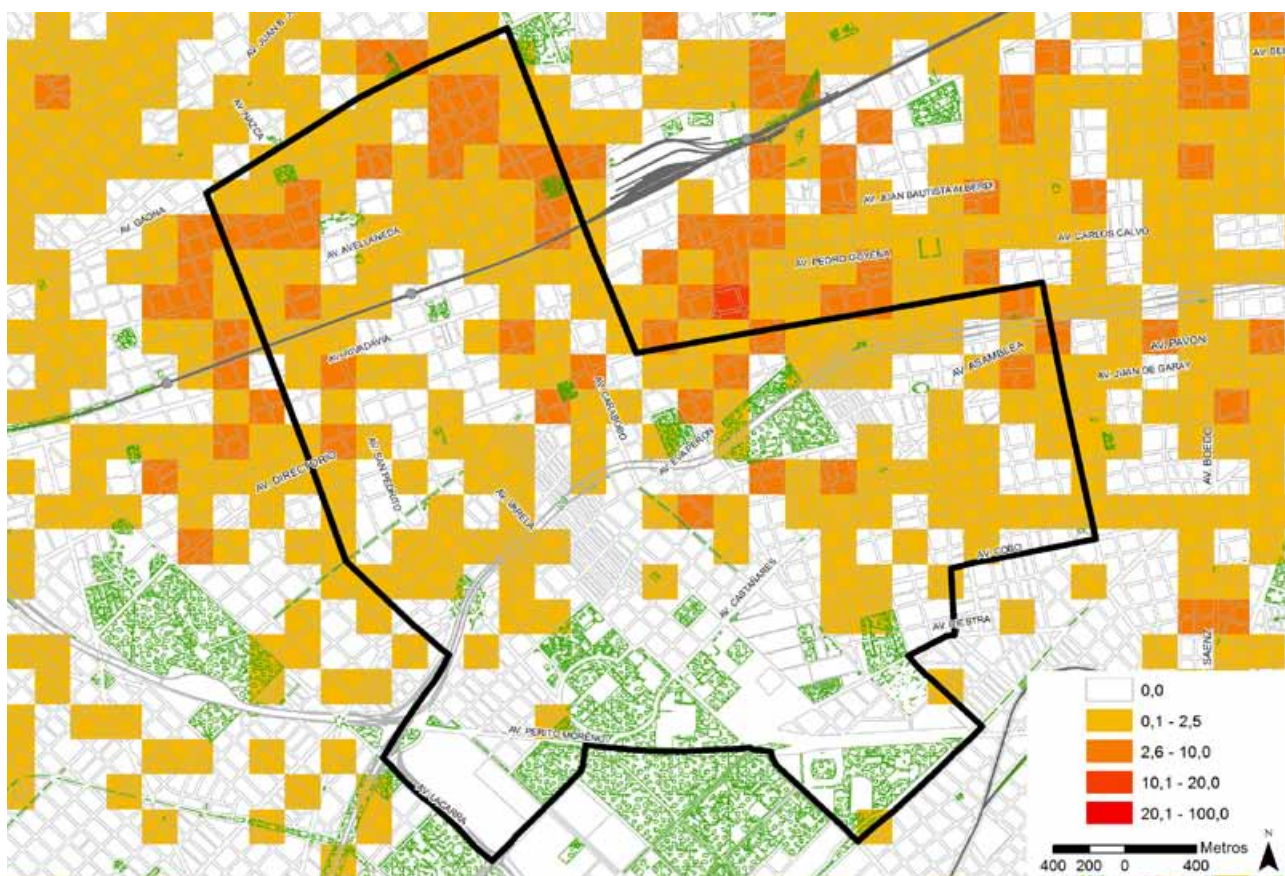 AV. JUAN B.
AV. BE
AV. NAZCA
AV. GAONA
AV. JUAN BAUTISTA ALBERDI
AV. AVELLANEDA
AV. CARLOS CALVO
AV. PEDRO GOYENA
AV. RIVADAVIA
AV. PAVON
AV. ASAMBLEA
AV. JUAN DE GARAY
AV. CARABOBO
AV. EVA PERON
AV. BOEDO
AV. DIRECTORIO
AV. SAN PEDRITO
AV. VARELA
AV. COBO
AV. CASTAÑARES
AV. RIESTRA
SAENZ
AV. PERITO MORENO
AV. LACARRA
0,0
0,1 - 2,5
2,6 - 10,0
10,1 - 20,0
20,1 - 100,0
N
Metros
400 200 0 400